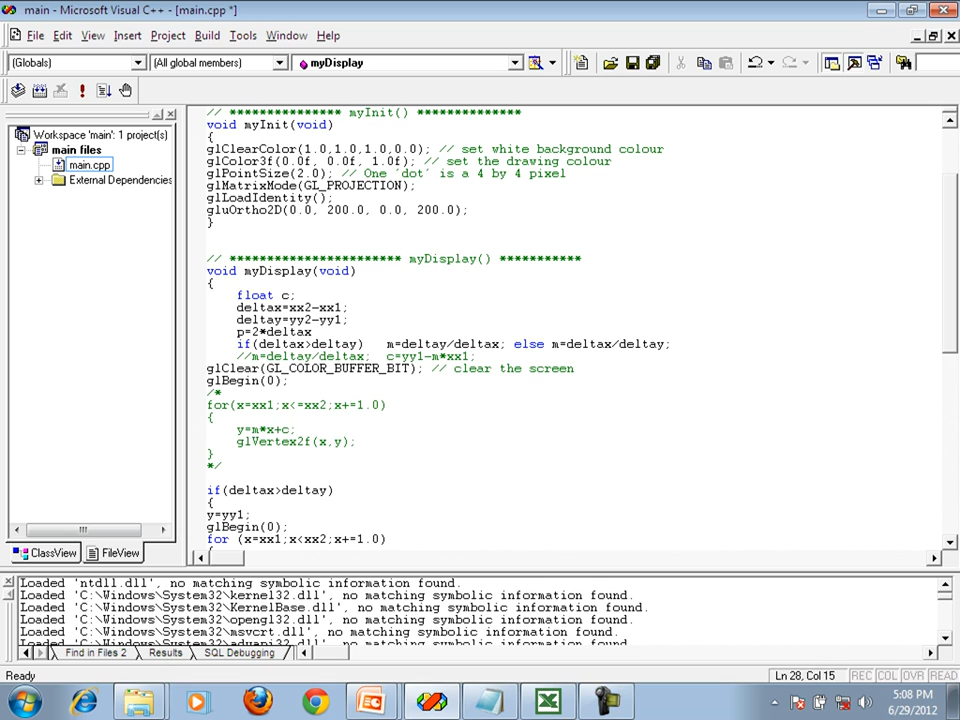 main - Microsoft Visual C++ - [main.cpp *]
File Edit View Insert Project Build Tools Window Help
(Globals) (All global members) myDisplay
Workspace 'main': 1 project(s)
main files
main.cpp
External Dependencies
ClassView FileView
// *************** myInit() **************
void myInit(void)
{
glClearColor(1.0,1.0,1.0,0.0); // set white background colour
glColor3f(0.0f, 0.0f, 1.0f); // set the drawing colour
glPointSize(2.0); // One ´dot´ is a 4 by 4 pixel
glMatrixMode(GL_PROJECTION);
glLoadIdentity();
gluOrtho2D(0.0, 200.0, 0.0, 200.0);
}
// *********************** myDisplay() ***********
void myDisplay(void)
{
float c;
deltax=xx2-xx1;
deltay=yy2-yy1;
p=2*deltax
if(deltax>deltay) m=deltay/deltax; else m=deltax/deltay;
//m=deltay/deltax; c=yy1-m*xx1;
glClear(GL_COLOR_BUFFER_BIT); // clear the screen
glBegin(0);
/*
for(x=xx1;x<=xx2;x+=1.0)
{
y=m*x+c;
glVertex2f(x,y);
}
*/
if(deltax>deltay)
{
y=yy1;
glBegin(0);
for (x=xx1;x<xx2;x+=1.0)
{
Loaded 'ntdll.dll', no matching symbolic information found.
Loaded 'C:\Windows\System32\kernel32.dll', no matching symbolic information found.
Loaded 'C:\Windows\System32\KernelBase.dll', no matching symbolic information found.
Loaded 'C:\Windows\System32\opengl32.dll', no matching symbolic information found.
Loaded 'C:\Windows\System32\msvcrt.dll', no matching symbolic information found.
Loaded 'C:\Windows\System32\advapi32.dll', no matching symbolic information found.
Find in Files 2 Results SQL Debugging
Ready Ln 28, Col 15 REC COL OVR READ
5:08 PM
6/29/2012